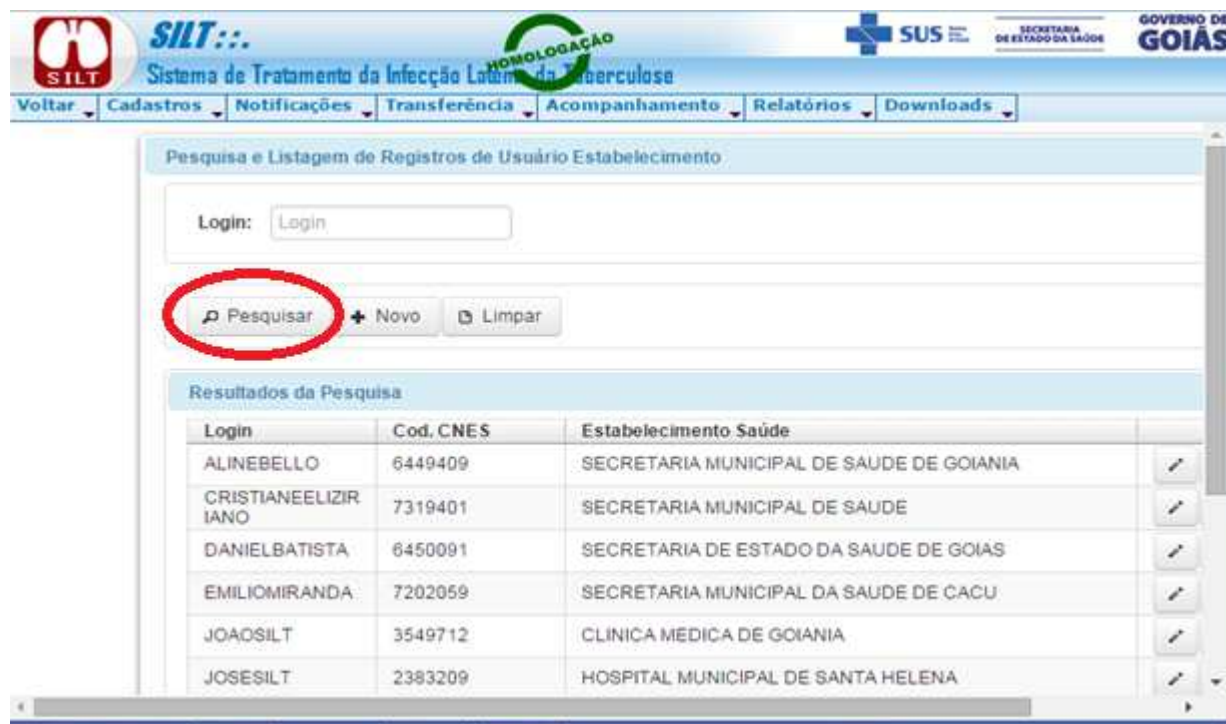 SILT
SILT::.
HOMOLOGAÇÃO
SUS
SECRETARIA
DE ESTADO DA SAÚDE
GOVERNO DE
GOIÁS
Sistema de Tratamento da Infecção Latente da Tuberculose
Voltar Cadastros Notificações Transferência Acompanhamento Relatórios Downloads
Pesquisa e Listagem de Registros de Usuário Estabelecimento
Login: Login
Pesquisar Novo Limpar
Resultados da Pesquisa
Login Cod. CNES Estabelecimento Saúde
ALINEBELLO 6449409 SECRETARIA MUNICIPAL DE SAUDE DE GOIANIA
CRISTIANEELIZIR
IANO 7319401 SECRETARIA MUNICIPAL DE SAUDE
DANIELBATISTA 6450091 SECRETARIA DE ESTADO DA SAUDE DE GOIAS
EMILIOMIRANDA 7202059 SECRETARIA MUNICIPAL DA SAUDE DE CACU
JOAOSILT 3549712 CLINICA MEDICA DE GOIANIA
JOSESILT 2383209 HOSPITAL MUNICIPAL DE SANTA HELENA